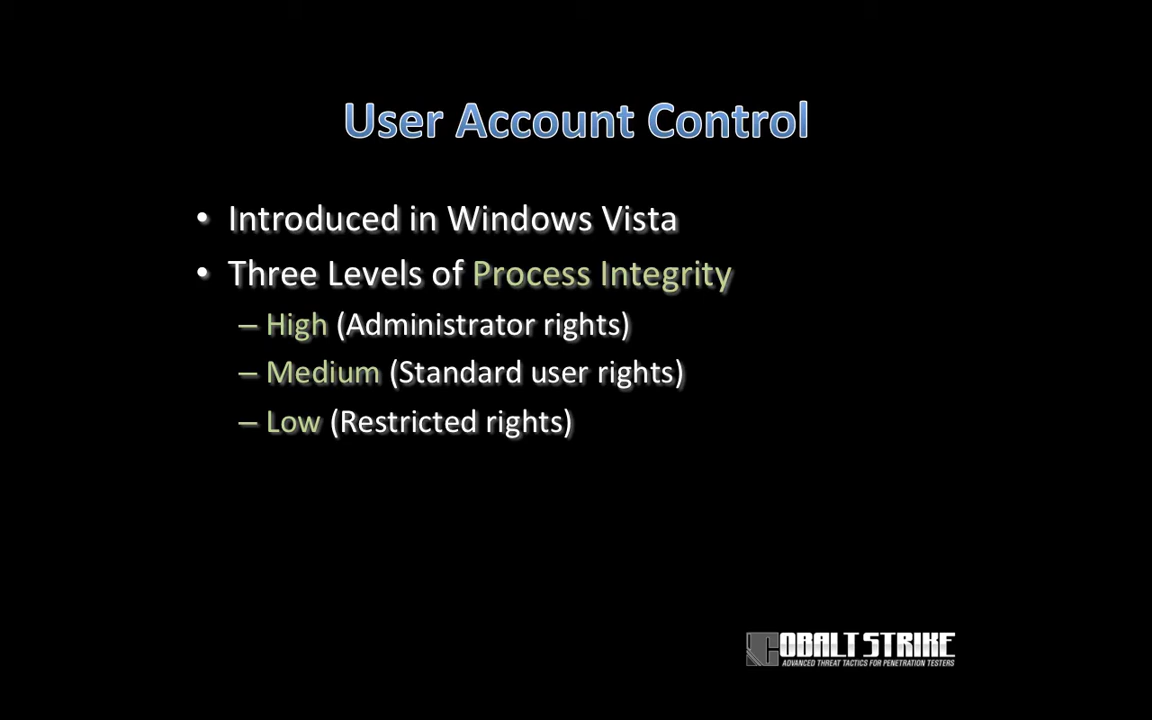 User Account Control
• Introduced in Windows Vista
• Three Levels of Process Integrity
– High (Administrator rights)
– Medium (Standard user rights)
– Low (Restricted rights)
COBALT STRIKE
ADVANCED THREAT TACTICS FOR PENETRATION TESTERS